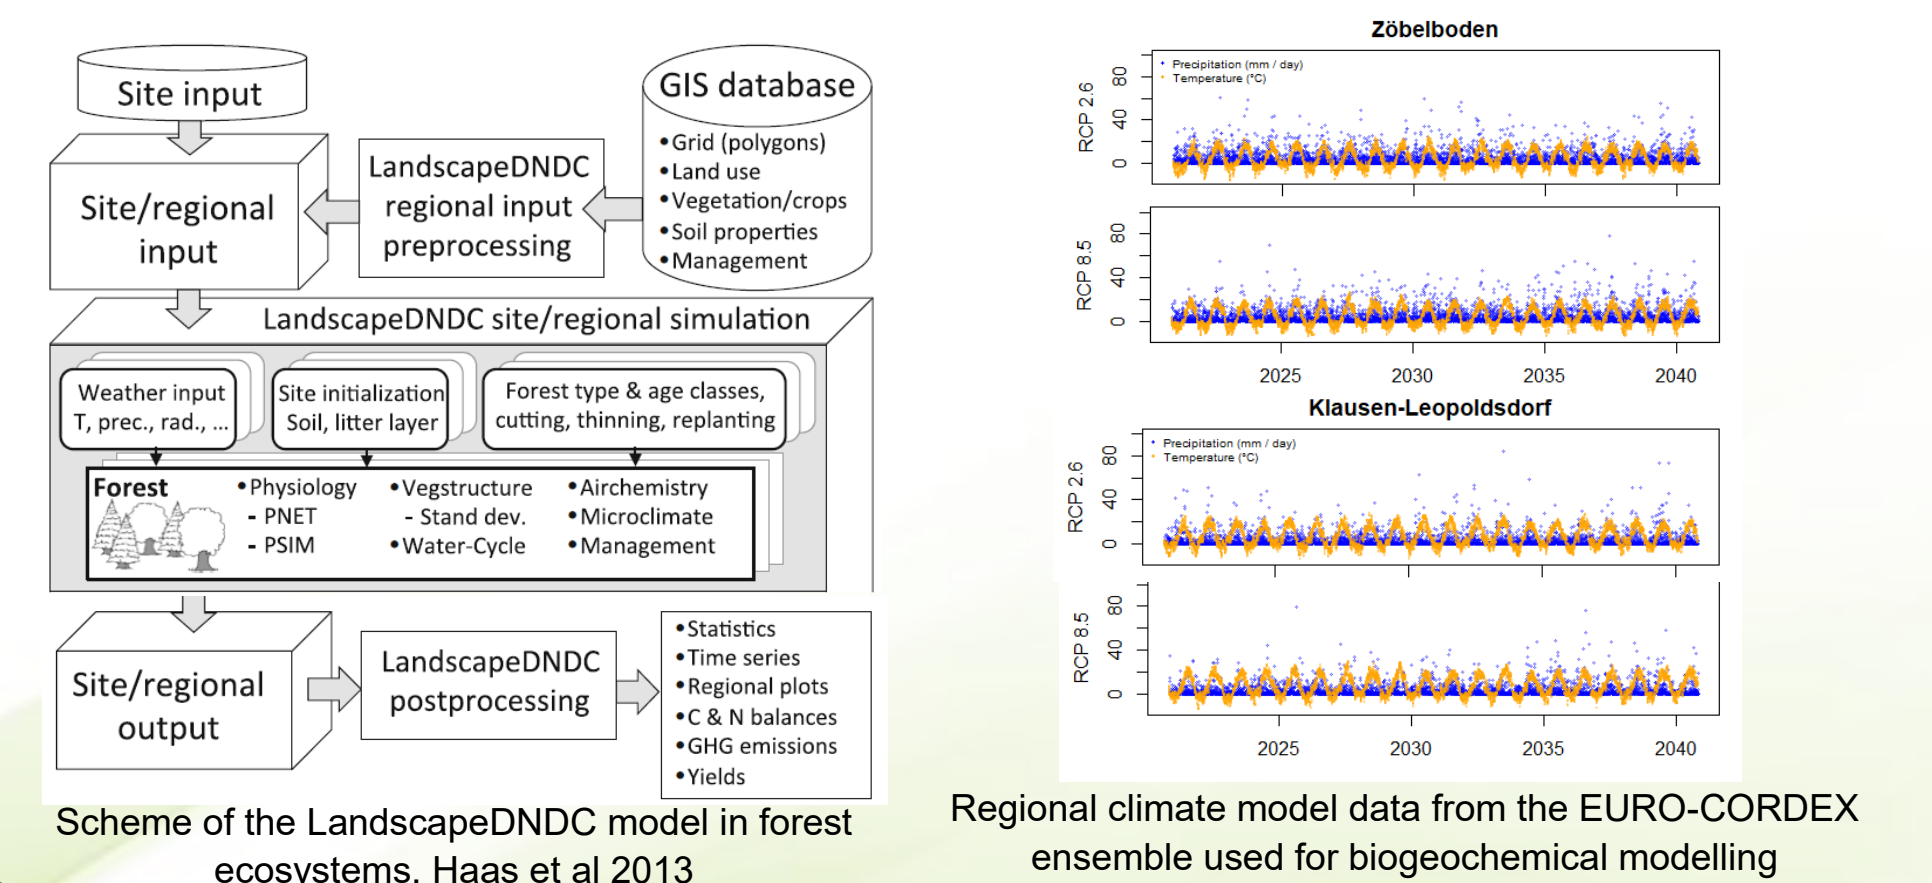 Site input
GIS database
•Grid (polygons)
•Land use
•Vegetation/crops
•Soil properties
•Management
LandscapeDNDC
regional input
preprocessing
Site/regional
input
LandscapeDNDC site/regional simulation
Weather input
T, prec., rad., ...
Site initialization
Soil, litter layer
Forest type & age classes,
cutting, thinning, replanting
Forest
•Physiology
- PNET
- PSIM
•Vegstructure
- Stand dev.
•Water-Cycle
•Airchemistry
•Microclimate
•Management
Site/regional
output
LandscapeDNDC
postprocessing
•Statistics
•Time series
•Regional plots
•C & N balances
•GHG emissions
•Yields
Scheme of the LandscapeDNDC model in forest
ecosystems. Haas et al 2013
Zöbelboden
Precipitation (mm / day)
Temperature (°C)
RCP 2.6
0 40 80
RCP 8.5
0 40 80
2025 2030 2035 2040
Klausen-Leopoldsdorf
Precipitation (mm / day)
Temperature (°C)
RCP 2.6
0 40 80
RCP 8.5
0 40 80
2025 2030 2035 2040
Regional climate model data from the EURO-CORDEX
ensemble used for biogeochemical modelling